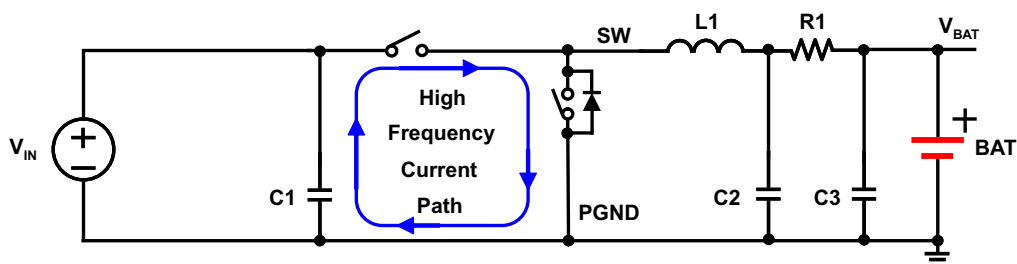 L1
R1
V_BAT
SW
High
Frequency
Current
Path
V_IN
+
−
C1
PGND
C2
C3
+
BAT